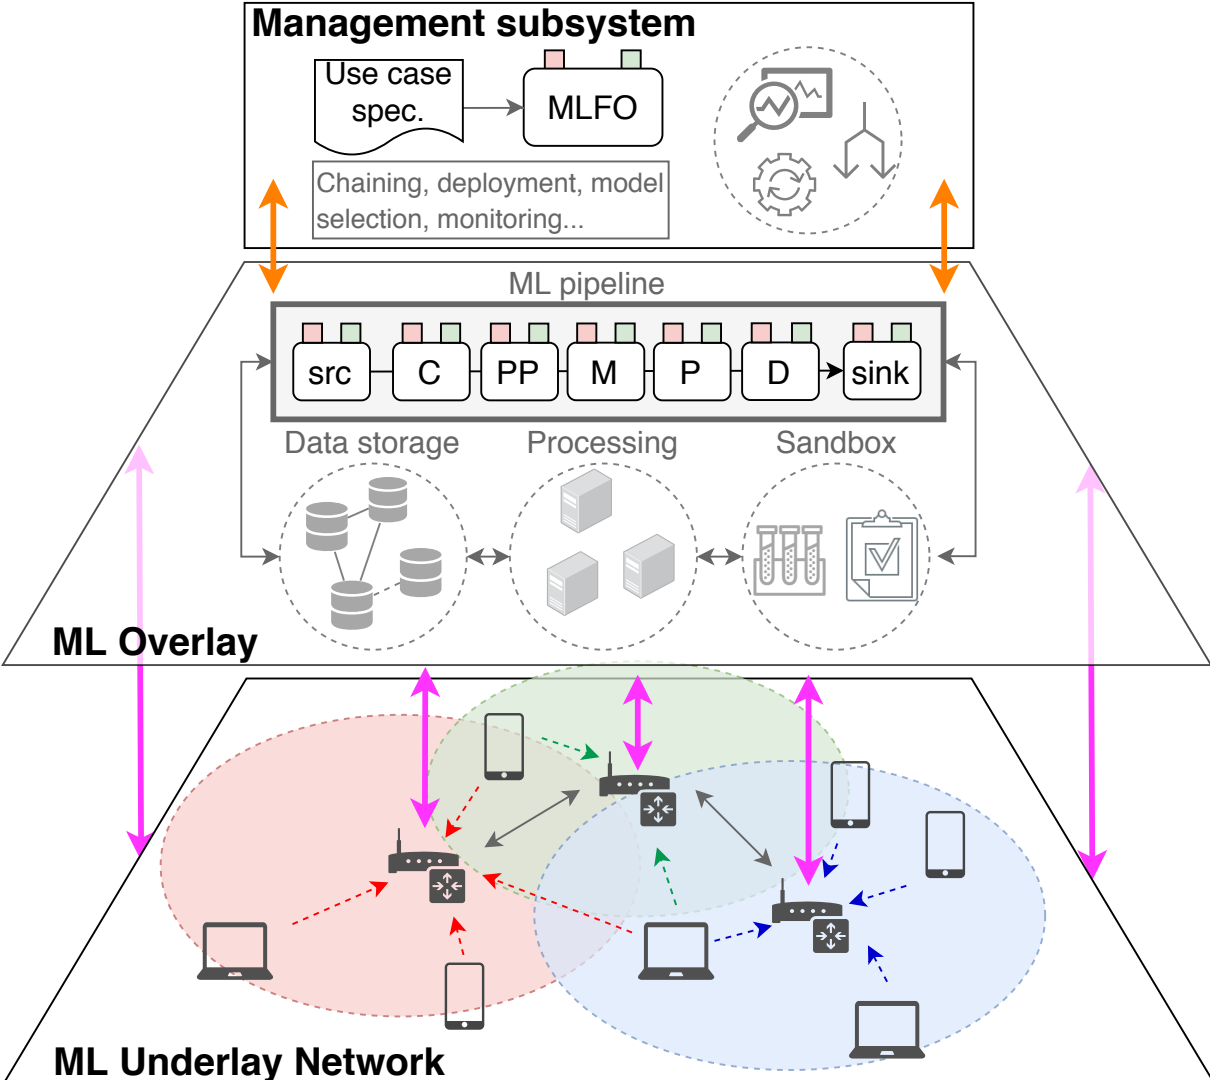 Management subsystem
Use case
spec.
MLFO
Chaining, deployment, model
selection, monitoring...
ML pipeline
src
C
PP
M
P
D
sink
Data storage
Processing
Sandbox
ML Overlay
ML Underlay Network